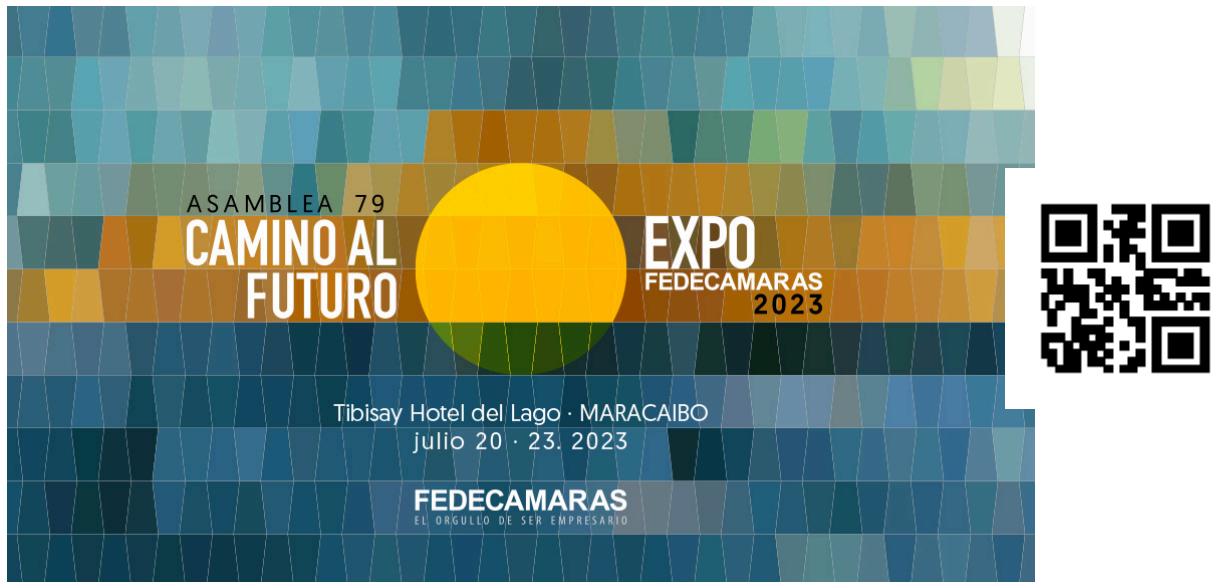 ASAMBLEA 79
CAMINO AL
FUTURO
EXPO
FEDECAMARAS
2023
Tibisay Hotel del Lago · MARACAIBO
julio 20 · 23. 2023
FEDECAMARAS
EL ORGULLO DE SER EMPRESARIO